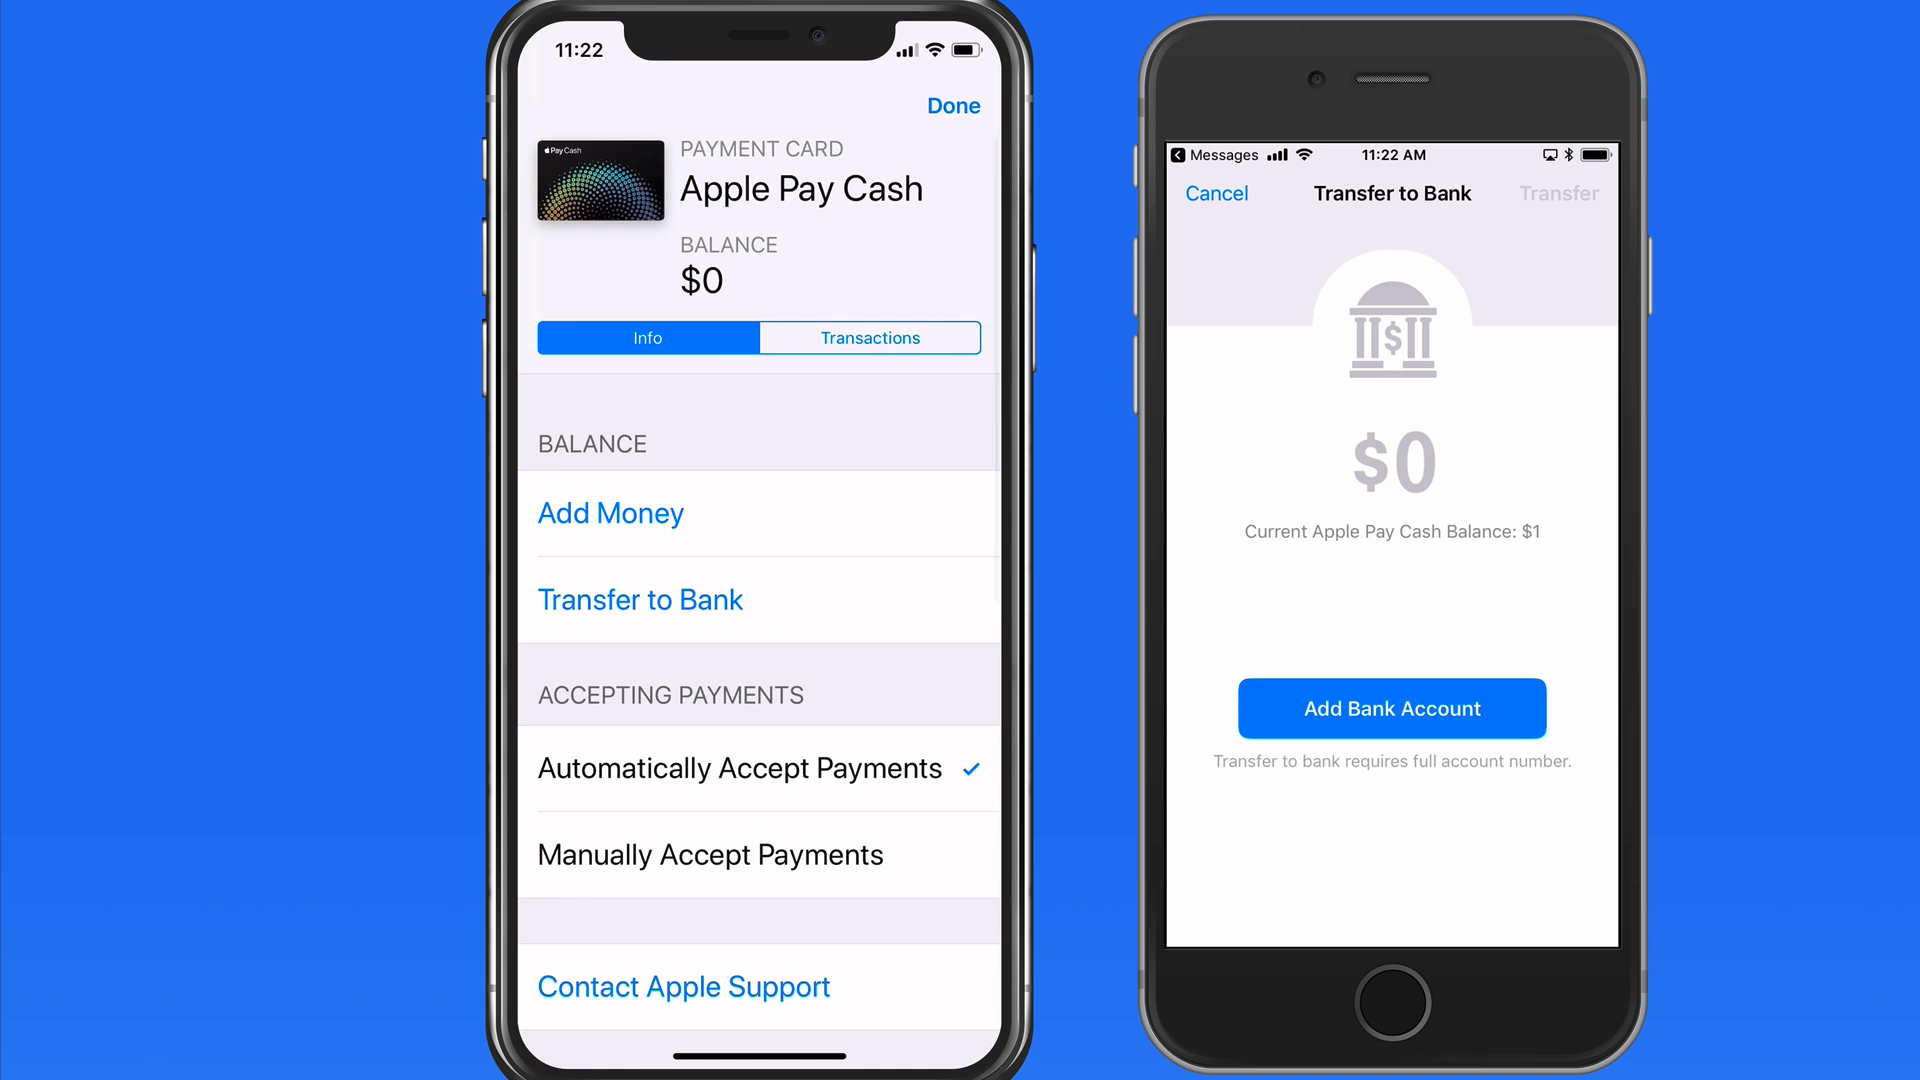 11:22
Done
Pay Cash
PAYMENT CARD
Apple Pay Cash
BALANCE
$0
Info
Transactions
BALANCE
Add Money
Transfer to Bank
ACCEPTING PAYMENTS
Automatically Accept Payments
Manually Accept Payments
Contact Apple Support
Messages
11:22 AM
Cancel
Transfer to Bank
Transfer
$
$0
Current Apple Pay Cash Balance: $1
Add Bank Account
Transfer to bank requires full account number.